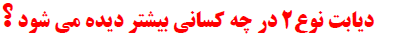 دیابت نوع۲ در چه کسانی بیشتر دیده می شود ؟